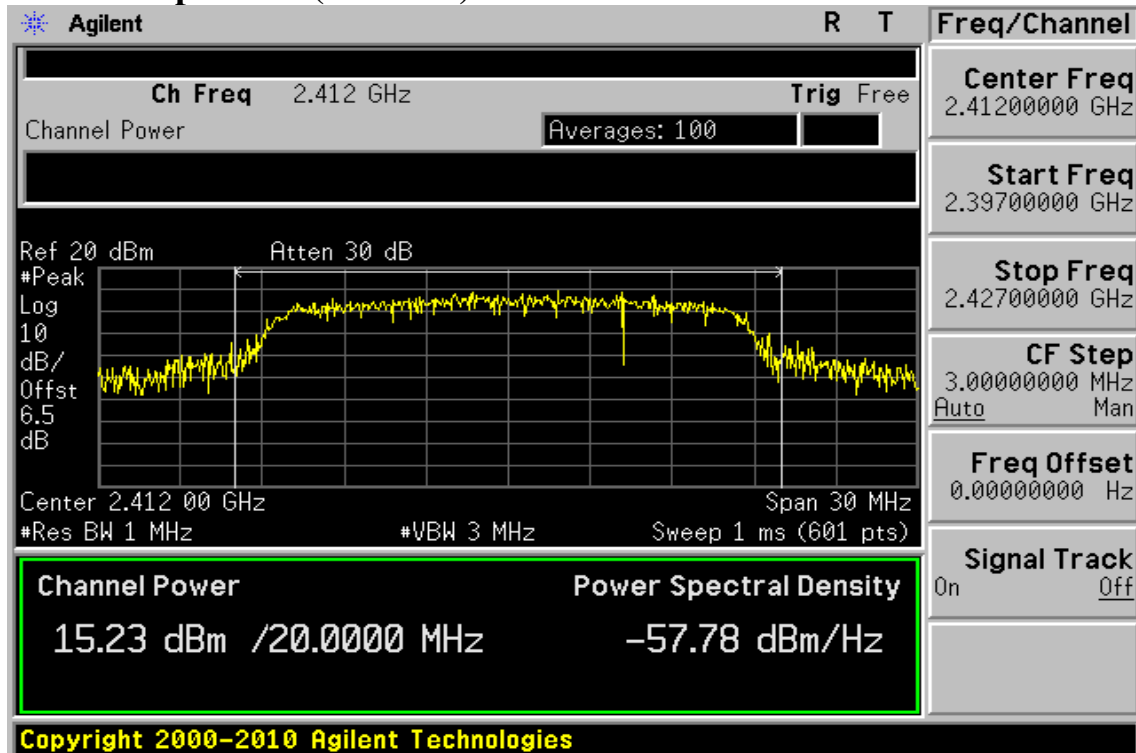 Agilent R T Freq/Channel
Ch Freq 2.412 GHz Trig Free
Channel Power Averages: 100
Center Freq
2.41200000 GHz
Start Freq
2.39700000 GHz
Stop Freq
2.42700000 GHz
CF Step
3.00000000 MHz
Auto Man
Freq Offset
0.00000000 Hz
Signal Track
On Off
Ref 20 dBm Atten 30 dB
#Peak
Log
10
dB/
Offst
6.5
dB
Center 2.412 00 GHz Span 30 MHz
#Res BW 1 MHz #VBW 3 MHz Sweep 1 ms (601 pts)
Channel Power Power Spectral Density
15.23 dBm /20.0000 MHz -57.78 dBm/Hz
Copyright 2000-2010 Agilent Technologies